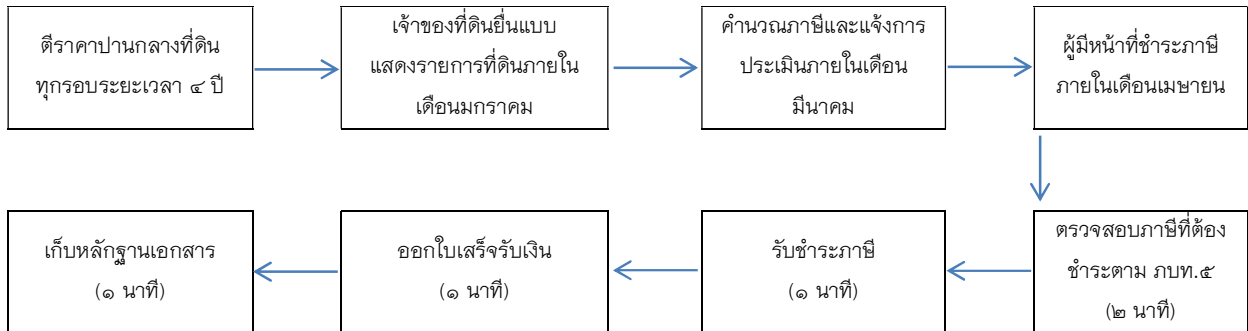 ตีราคาปานกลางที่ดิน
ทุกรอบระยะเวลา ๔ ปี
เจ้าของที่ดินยื่นแบบ
แสดงรายการที่ดินภายใน
เดือนมกราคม
คำนวณภาษีและแจ้งการ
ประเมินภายในเดือน
มีนาคม
ผู้มีหน้าที่ชำระภาษี
ภายในเดือนเมษายน
ตรวจสอบภาษีที่ต้อง
ชำระตาม ภบท.๕
(๒ นาที)
รับชำระภาษี
(๑ นาที)
ออกใบเสร็จรับเงิน
(๑ นาที)
เก็บหลักฐานเอกสาร
(๑ นาที)